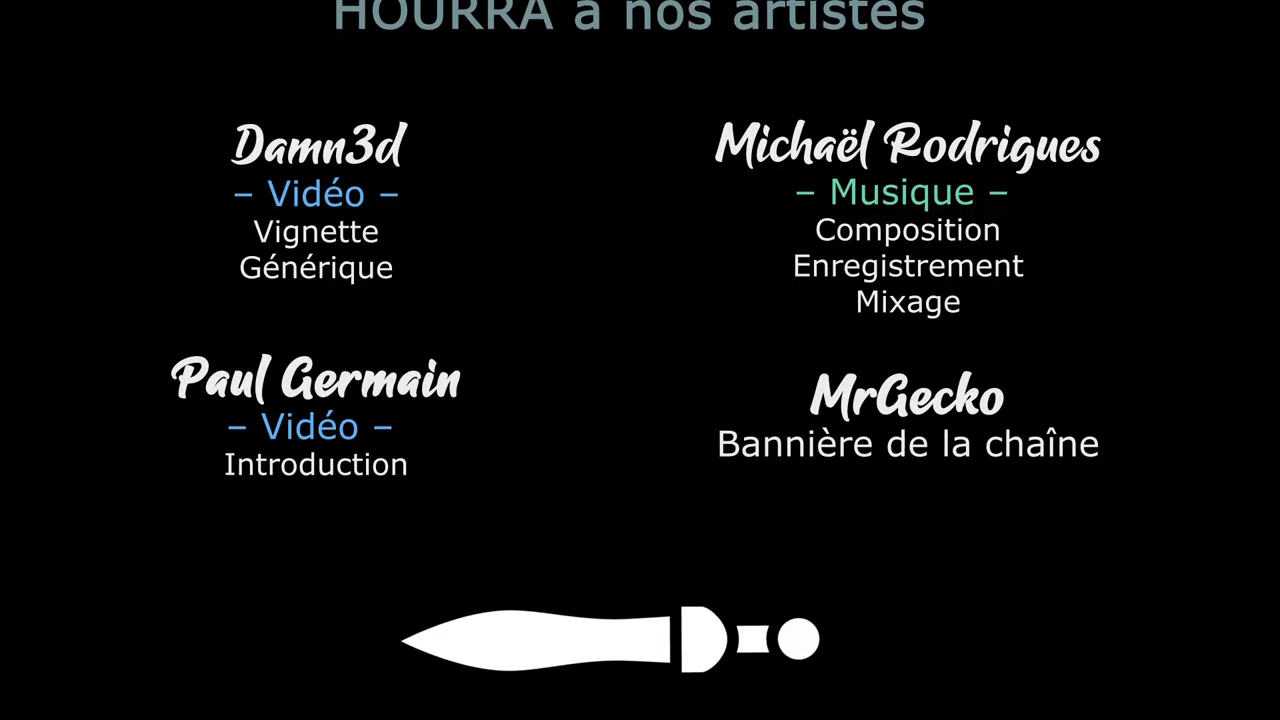 HOURRA à nos artistes
Damn3d
– Vidéo –
Vignette
Générique
Michaël Rodrigues
– Musique –
Composition
Enregistrement
Mixage
Paul Germain
– Vidéo –
Introduction
MrGecko
Bannière de la chaîne